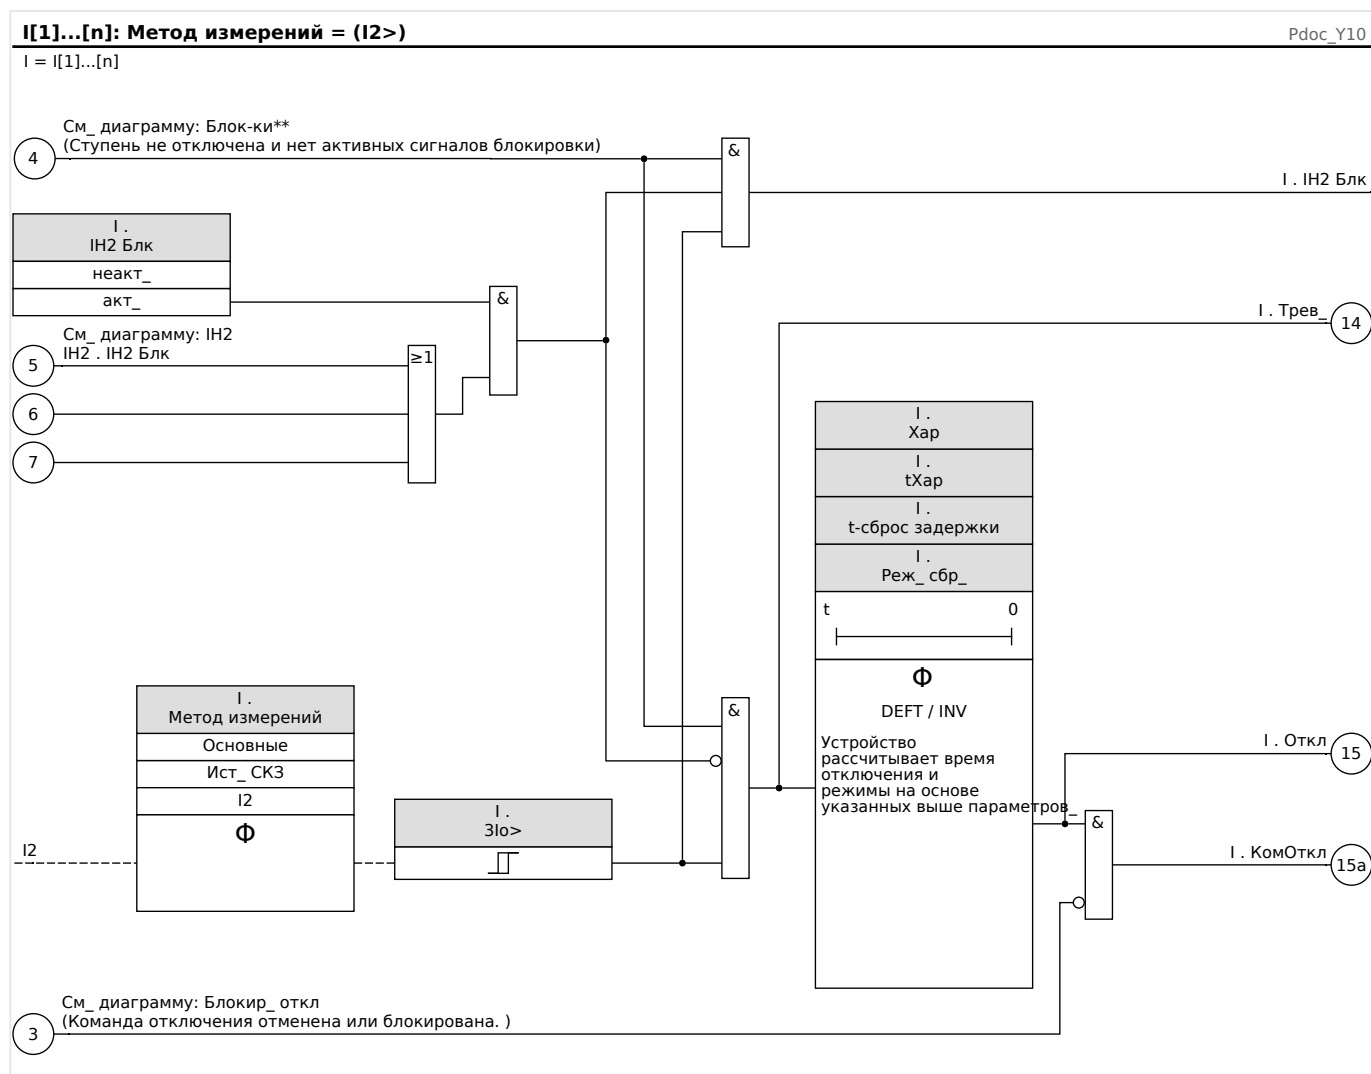 I[1]...[n]: Метод измерений = (I2>)
Pdoc_Y10
I = I[1]...[n]
См_ диаграмму: Блок-ки**
(Ступень не отключена и нет активных сигналов блокировки)
4
&
I . IH2 Блк
I .
IH2 Блк
неакт_
акт_
&
I . Трев_
14
См_ диаграмму: IH2
IH2 . IH2 Блк
5
≥1
6
7
I .
Хар
I .
tХар
I .
t-сброс задержки
I .
Реж_ сбр_
t
0
Φ
DEFT / INV
Устройство
рассчитывает время
отключения и
режимы на основе
указанных выше параметров_
I .
Метод измерений
Основные
Ист_ СКЗ
I2
Φ
I2
I .
3Io>
&
I . Откл
15
&
I . КомОткл
15a
См_ диаграмму: Блокир_ откл
(Команда отключения отменена или блокирована. )
3